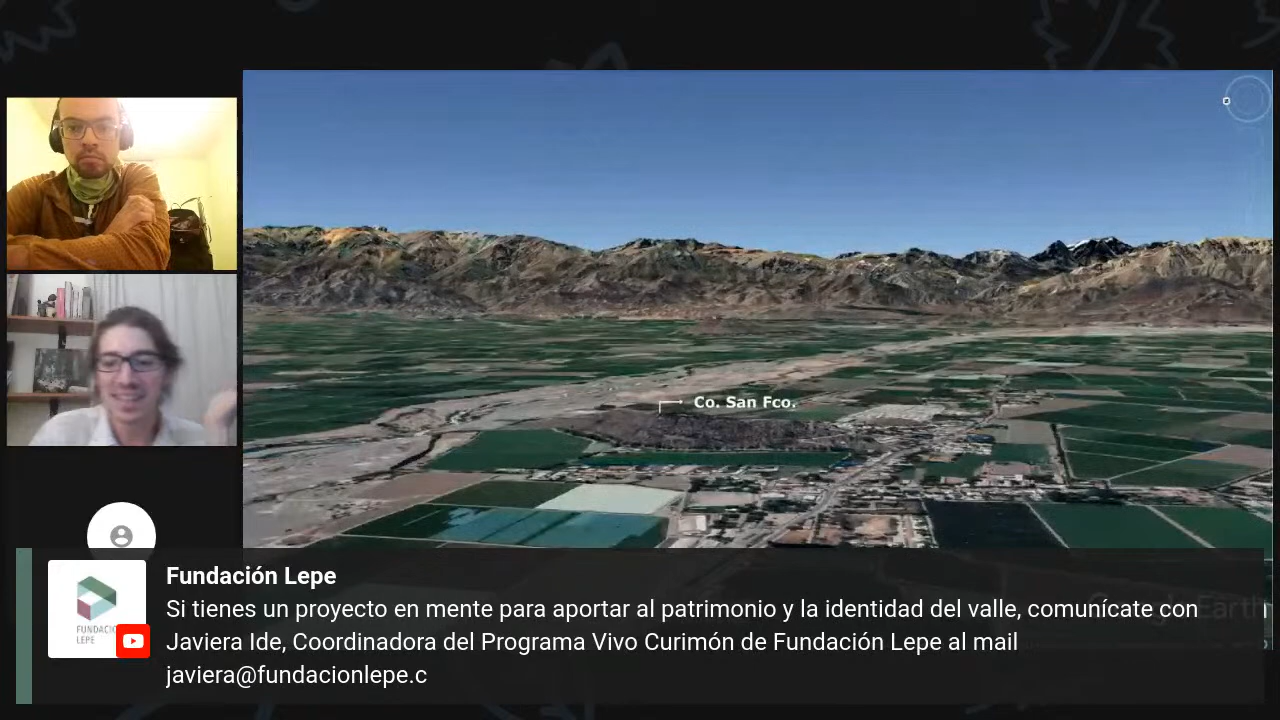 Co. San Fco.
Fundación Lepe
Si tienes un proyecto en mente para aportar al patrimonio y la identidad del valle, comunícate con
Javiera Ide, Coordinadora del Programa Vivo Curimón de Fundación Lepe al mail
javiera@fundacionlepe.c
LEPE
Earth